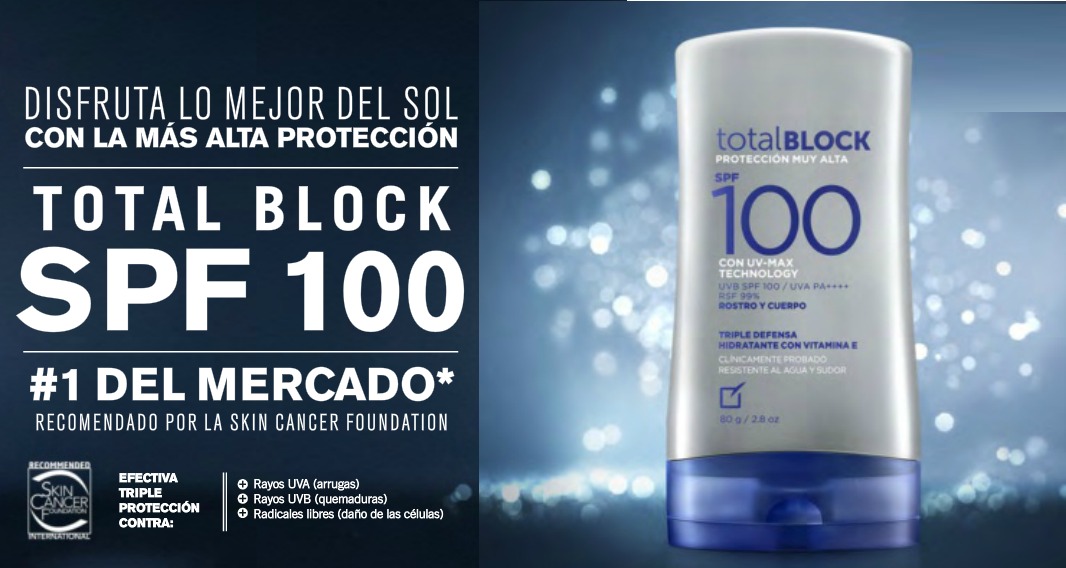 DISFRUTA LO MEJOR DEL SOL
CON LA MÁS ALTA PROTECCIÓN
TOTAL BLOCK
SPF 100
#1 DEL MERCADO*
RECOMENDADO POR LA SKIN CANCER FOUNDATION
RECOMMENDED
SKIN
CANCER
FOUNDATION
INTERNATIONAL
EFECTIVA
TRIPLE
PROTECCIÓN
CONTRA:
Rayos UVA (arrugas)
Rayos UVB (quemaduras)
Radicales libres (daño de las células)
totalBLOCK
PROTECCIÓN MUY ALTA
SPF
100
CON UV-MAX
TECHNOLOGY
UVB SPF 100 / UVA PA++++
RSF 99%
ROSTRO Y CUERPO
TRIPLE DEFENSA
HIDRATANTE CON VITAMINA E
CLÍNICAMENTE PROBADO
RESISTENTE AL AGUA Y SUDOR
80 g / 2.8 oz